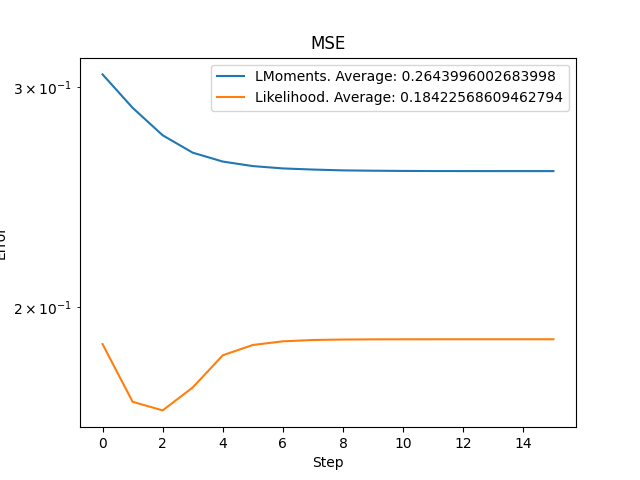 MSE
LMoments. Average: 0.2643996002683998
Likelihood. Average: 0.18422568609462794
3 × 10⁻¹
2 × 10⁻¹
Error
0 2 4 6 8 10 12 14
Step